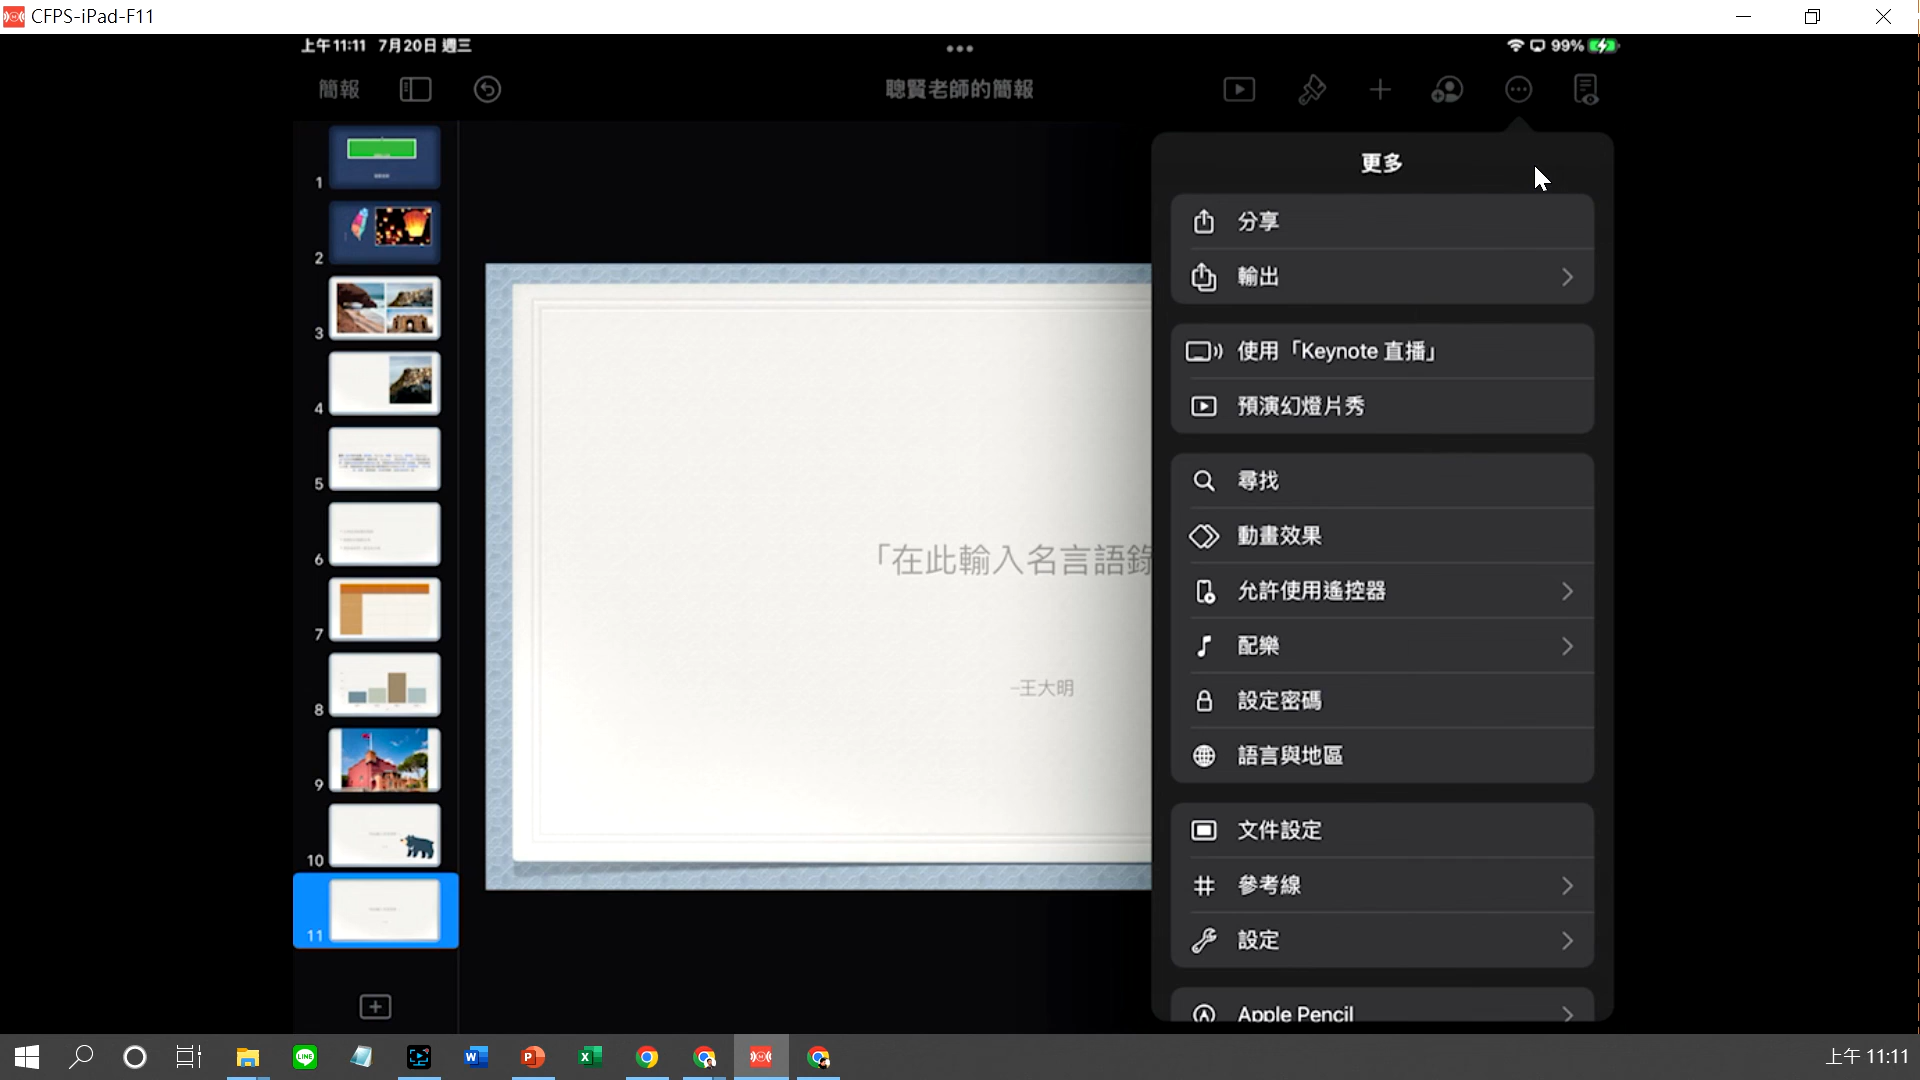 CFPS-iPad-F11
上午11:11 7月20日 週三
99%
簡報
聰賢老師的簡報
1
2
3
4
5
6
7
8
9
10
11
「在此輸入名言語錄
–王大明
更多
分享
輸出
使用「Keynote 直播」
預演幻燈片秀
尋找
動畫效果
允許使用遙控器
配樂
設定密碼
語言與地區
文件設定
參考線
設定
Apple Pencil
上午 11:11